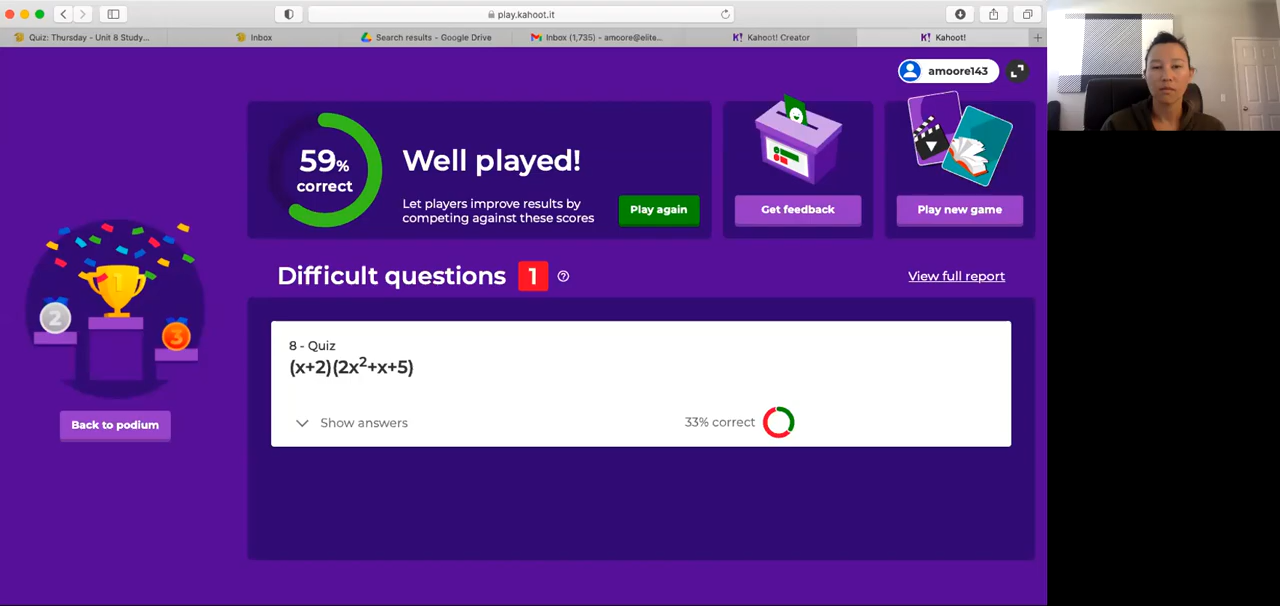 play.kahoot.it
Quiz: Thursday - Unit 8 Study...
Inbox
Search results - Google Drive
Inbox (1,735) - amoore@elite...
K! Kahoot! Creator
K! Kahoot!
amoore143
59%
correct
Well played!
Let players improve results by
competing against these scores
Play again
Get feedback
Play new game
1
2
3
Back to podium
Difficult questions 1
View full report
8 - Quiz
(x+2)(2x²+x+5)
Show answers
33% correct